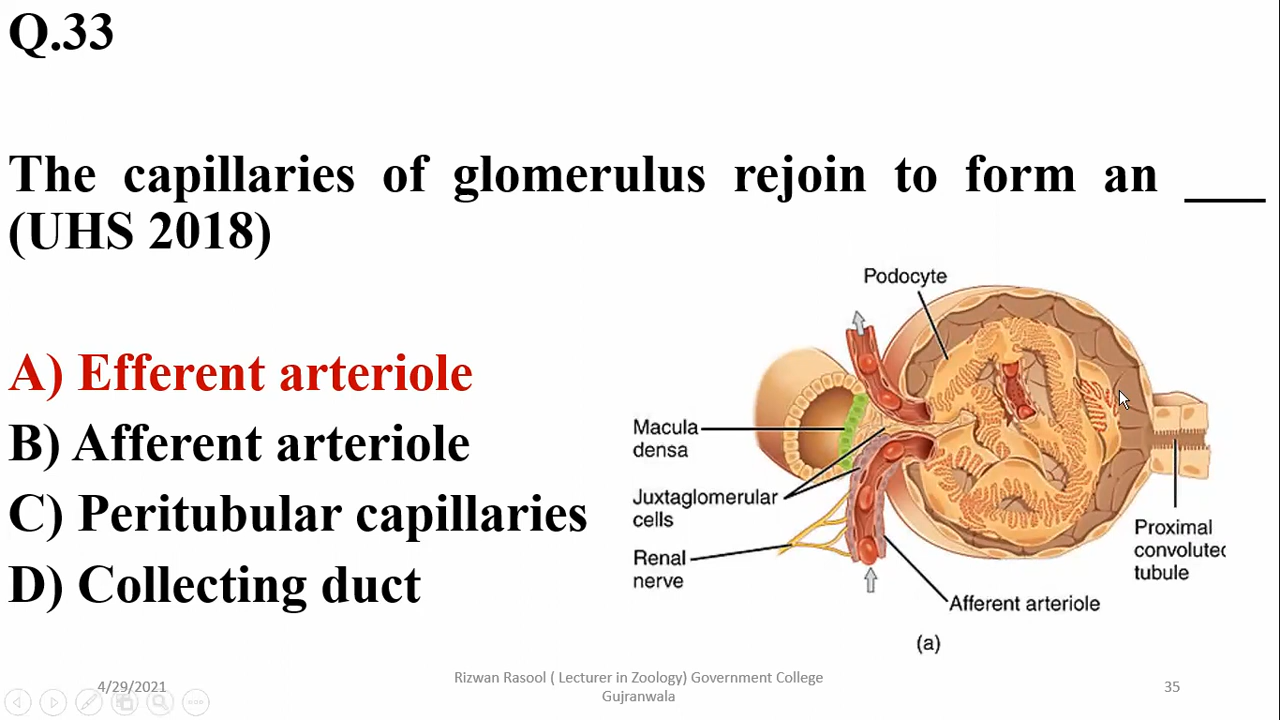 Q.33
The capillaries of glomerulus rejoin to form an ___
(UHS 2018)
A) Efferent arteriole
B) Afferent arteriole
C) Peritubular capillaries
D) Collecting duct
Podocyte
Macula
densa
Juxtaglomerular
cells
Renal
nerve
Proximal
convolutec
tubule
Afferent arteriole
(a)
4/29/2021
Rizwan Rasool ( Lecturer in Zoology) Government College
Gujranwala
35